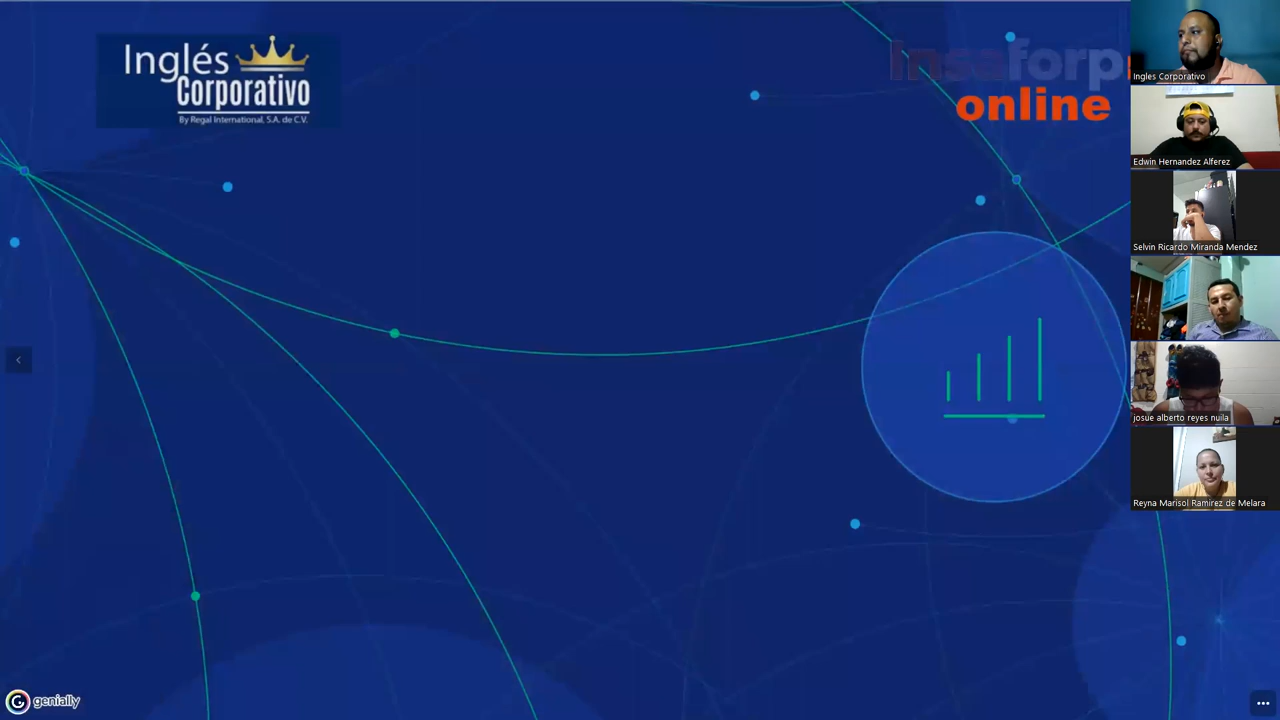 Inglés
Corporativo
By Regal International, S.A. de C.V.
Insaforp
online
Ingles Corporativo
Edwin Hernandez Alferez
Selvin Ricardo Miranda Mendez
josue alberto reyes nuila
Reyna Marisol Ramirez de Melara
genially